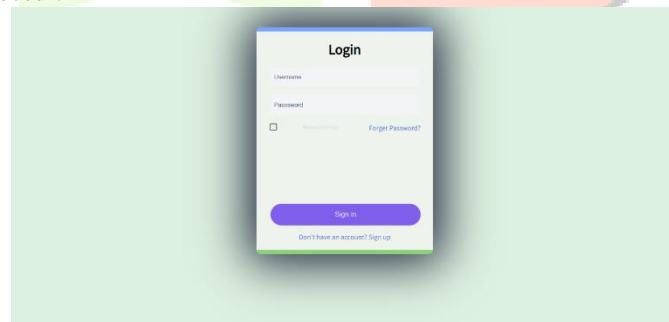 Login
Username
Password
Forget Password?
Sign in
Don't have an account? Sign up